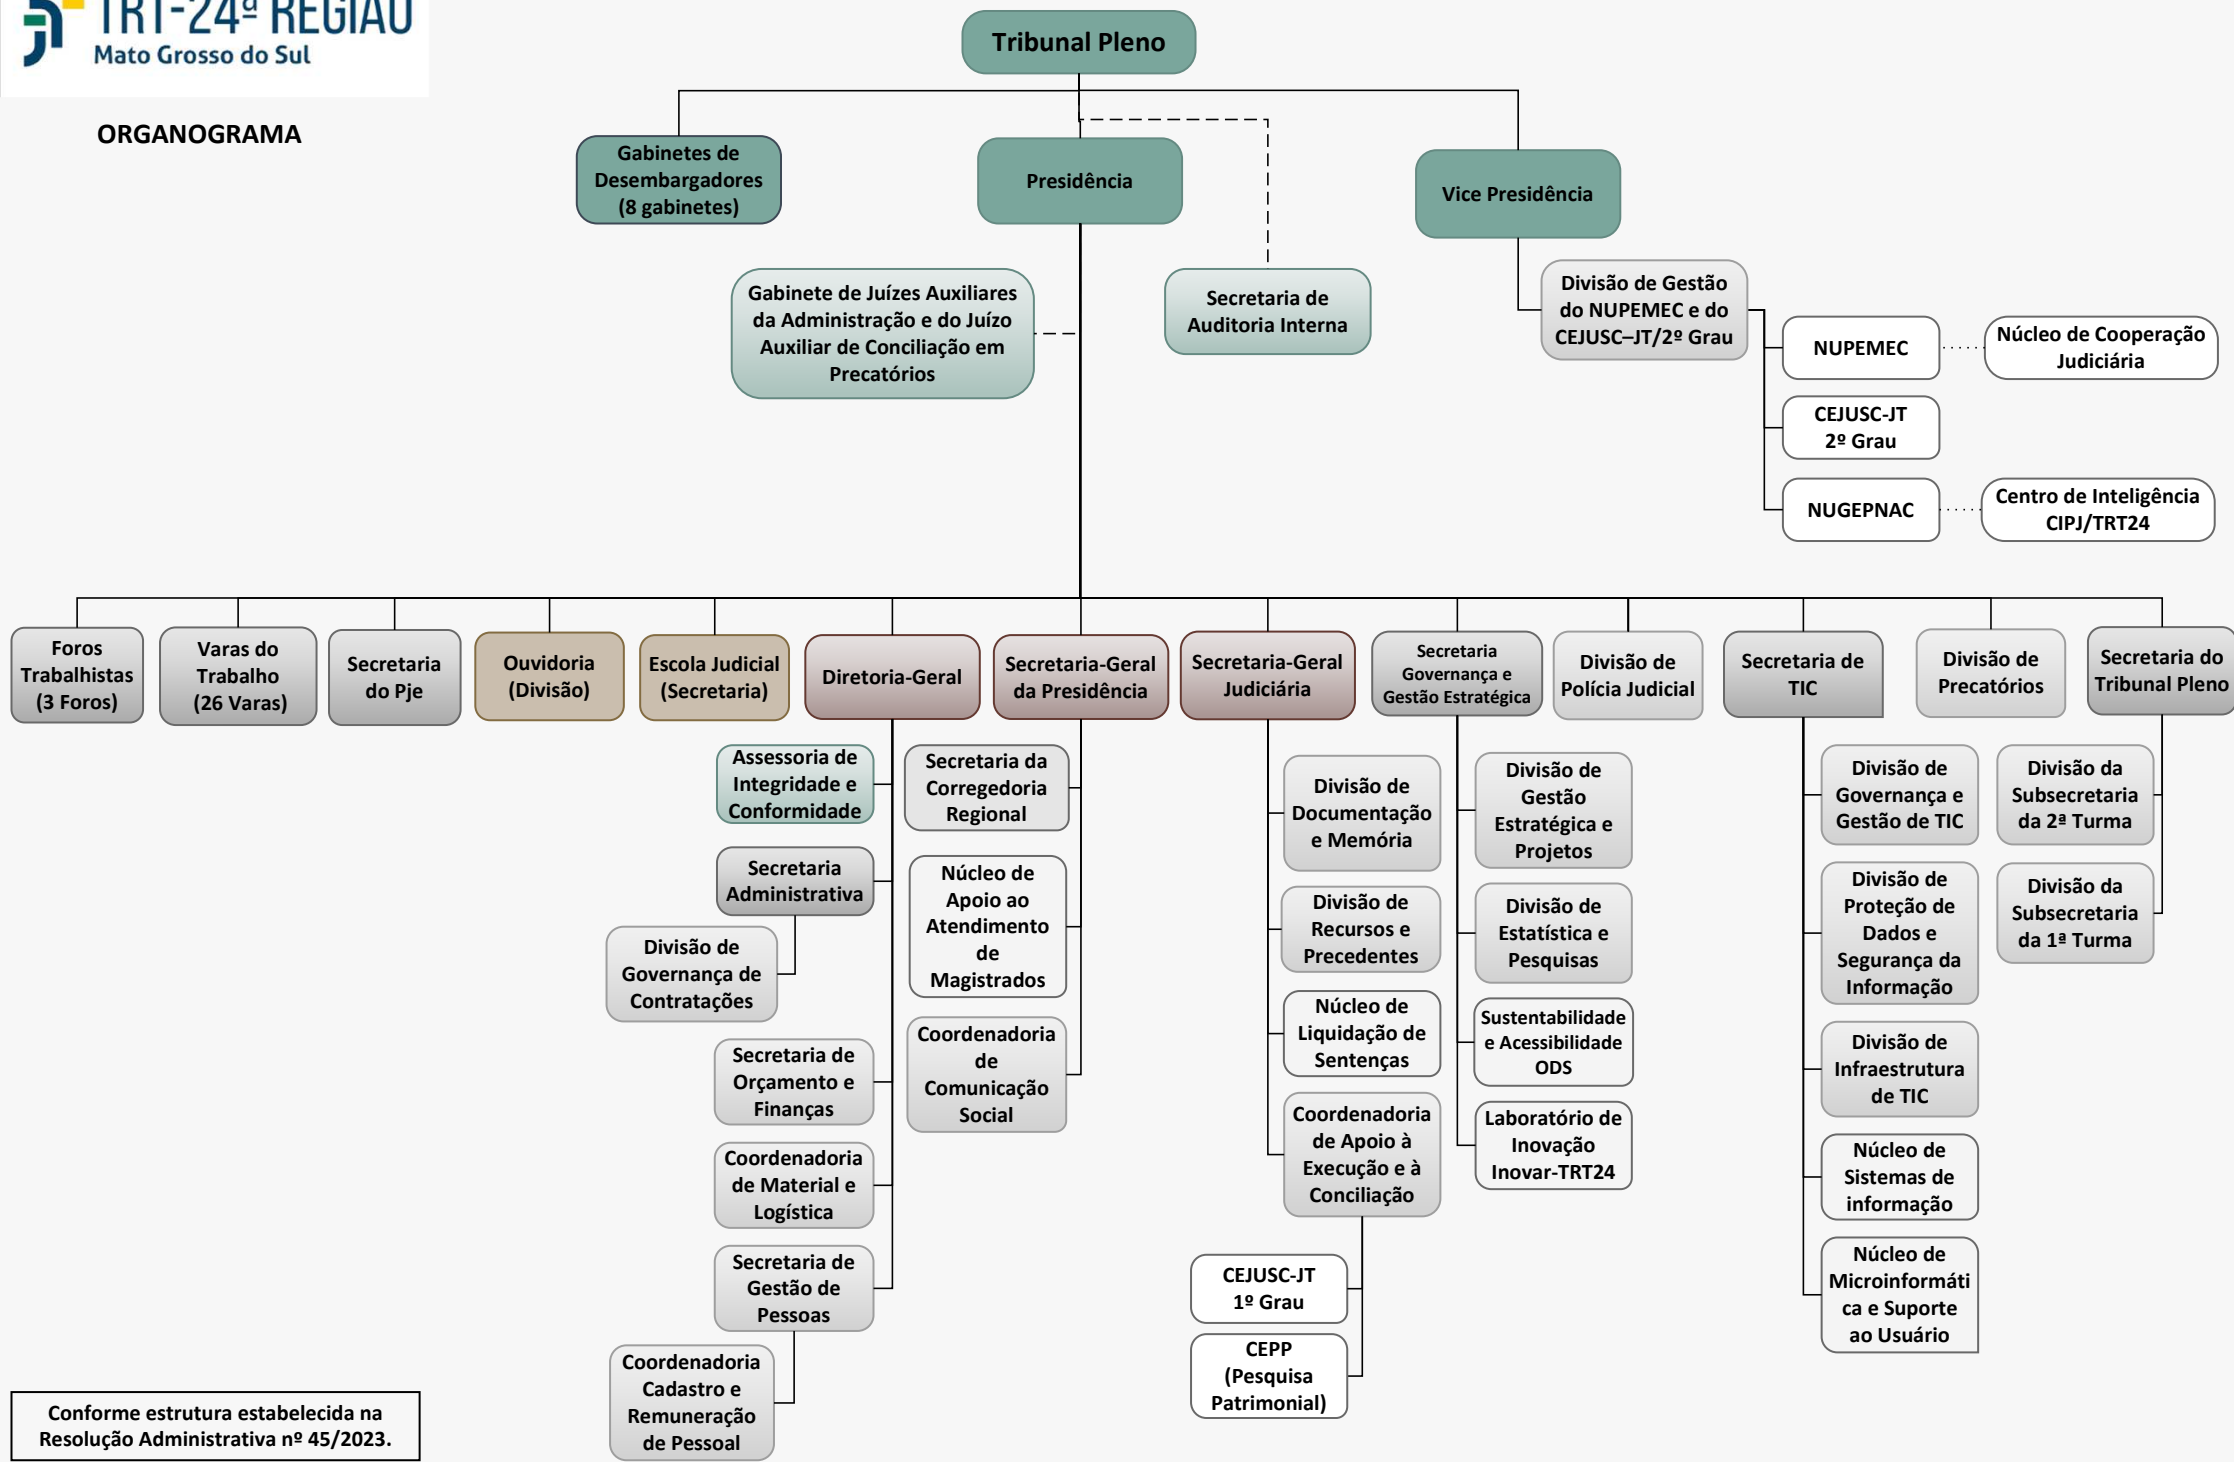 TRT-24ª REGIÃO
Mato Grosso do Sul
ORGANOGRAMA
Tribunal Pleno
Gabinetes de
Desembargadores
(8 gabinetes)
Presidência
Vice Presidência
Gabinete de Juízes Auxiliares
da Administração e do Juízo
Auxiliar de Conciliação em
Precatórios
Secretaria de
Auditoria Interna
Divisão de Gestão
do NUPEMEC e do
CEJUSC–JT/2º Grau
NUPEMEC
Núcleo de Cooperação
Judiciária
CEJUSC-JT
2º Grau
NUGEPNAC
Centro de Inteligência
CIPJ/TRT24
Foros
Trabalhistas
(3 Foros)
Varas do
Trabalho
(26 Varas)
Secretaria
do Pje
Ouvidoria
(Divisão)
Escola Judicial
(Secretaria)
Diretoria-Geral
Secretaria-Geral
da Presidência
Secretaria-Geral
Judiciária
Secretaria
Governança e
Gestão Estratégica
Divisão de
Polícia Judicial
Secretaria de
TIC
Divisão de
Precatórios
Secretaria do
Tribunal Pleno
Assessoria de
Integridade e
Conformidade
Secretaria
Administrativa
Divisão de
Governança de
Contratações
Secretaria de
Orçamento e
Finanças
Coordenadoria
de Material e
Logística
Secretaria de
Gestão de
Pessoas
Coordenadoria
Cadastro e
Remuneração
de Pessoal
Secretaria da
Corregedoria
Regional
Núcleo de
Apoio ao
Atendimento
de
Magistrados
Coordenadoria
de
Comunicação
Social
Divisão de
Documentação
e Memória
Divisão de
Recursos e
Precedentes
Núcleo de
Liquidação de
Sentenças
Coordenadoria
de Apoio à
Execução e à
Conciliação
CEJUSC-JT
1º Grau
CEPP
(Pesquisa
Patrimonial)
Divisão de
Gestão
Estratégica e
Projetos
Divisão de
Estatística e
Pesquisas
Sustentabilidade
e Acessibilidade
ODS
Laboratório de
Inovação
Inovar-TRT24
Divisão de
Governança e
Gestão de TIC
Divisão de
Proteção de
Dados e
Segurança da
Informação
Divisão de
Infraestrutura
de TIC
Núcleo de
Sistemas de
informação
Núcleo de
Microinformáti
ca e Suporte
ao Usuário
Divisão da
Subsecretaria
da 2ª Turma
Divisão da
Subsecretaria
da 1ª Turma
Conforme estrutura estabelecida na
Resolução Administrativa nº 45/2023.